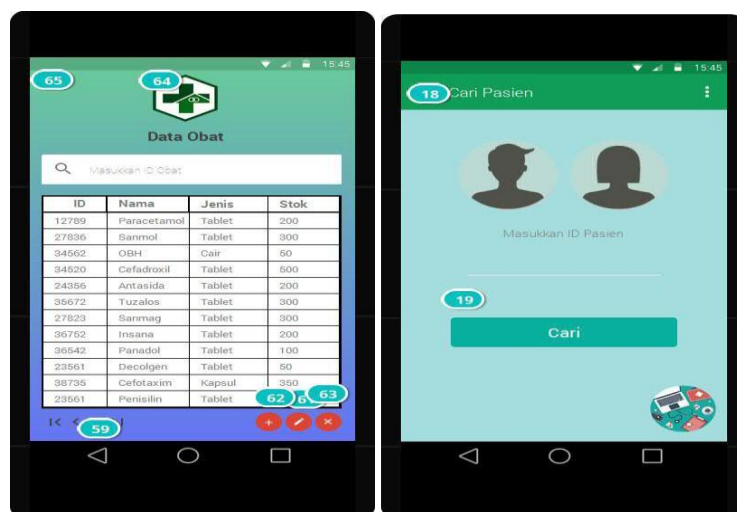 15:45
65
64
Data Obat
Masukkan ID Obat
ID Nama Jenis Stok
12789 Paracetamol Tablet 200
27836 Sanmol Tablet 300
34562 OBH Cair 50
34520 Cefadroxil Tablet 500
24356 Antasida Tablet 200
35672 Tuzalos Tablet 300
27823 Sanmag Tablet 300
36752 Insana Tablet 200
36542 Panadol Tablet 100
23561 Decolgen Tablet 50
38735 Cefotaxim Kapsul 350
23561 Penisilin Tablet
62 63
59
15:45
18 Cari Pasien
Masukkan ID Pasien
19
Cari